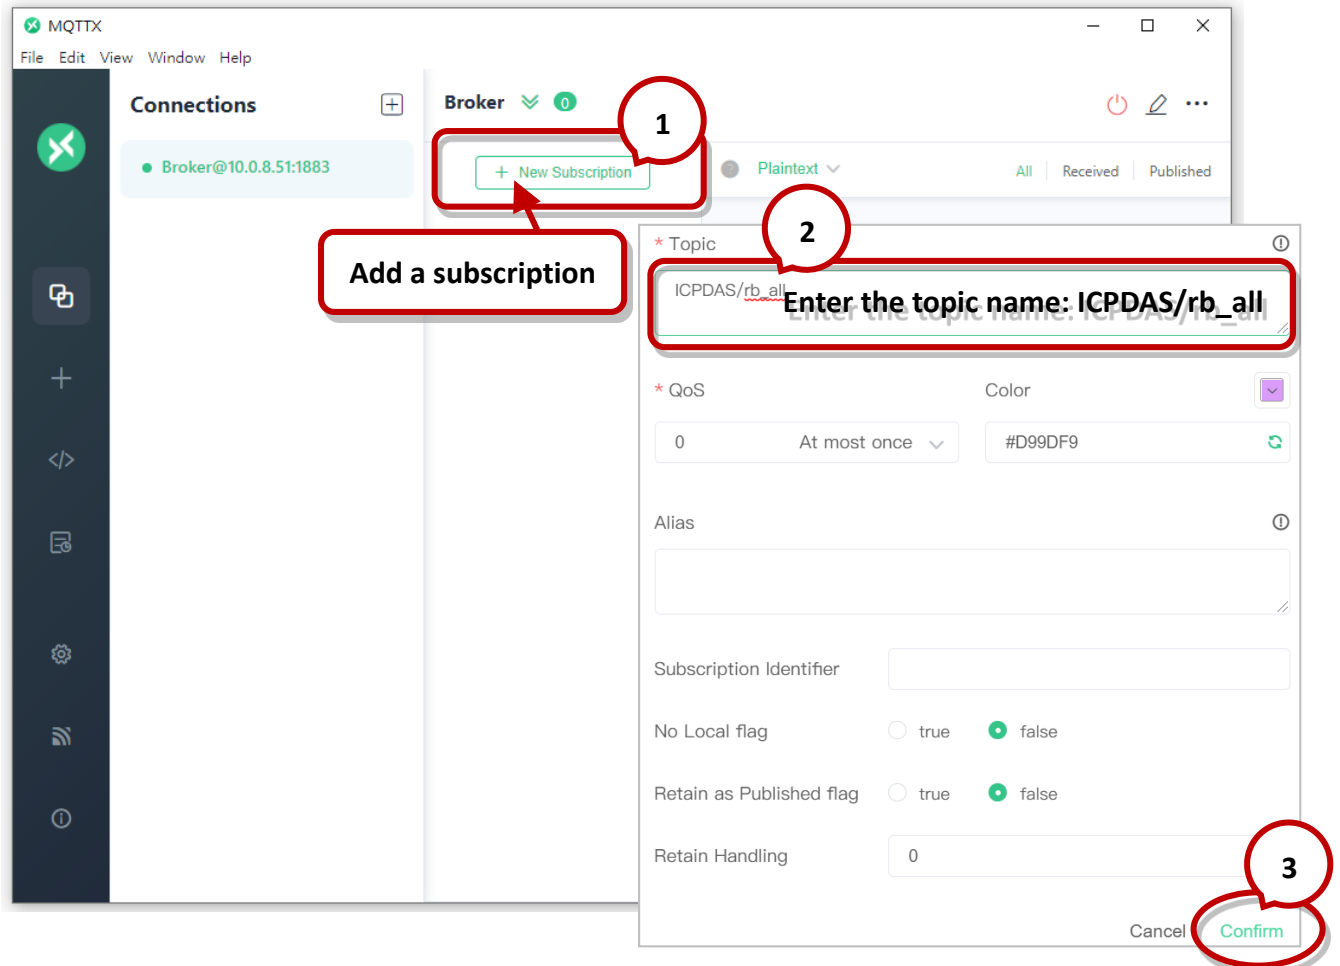 MQTTX
File Edit View Window Help
Connections
Broker 0
1
Broker@10.0.8.51:1883
+ New Subscription
Plaintext
All Received Published
Add a subscription
2
* Topic
ICPDAS/rb_all
Enter the topic name: ICPDAS/rb_all
* QoS
Color
0 At most once
#D99DF9
Alias
Subscription Identifier
No Local flag true false
Retain as Published flag true false
Retain Handling 0
3
Cancel Confirm